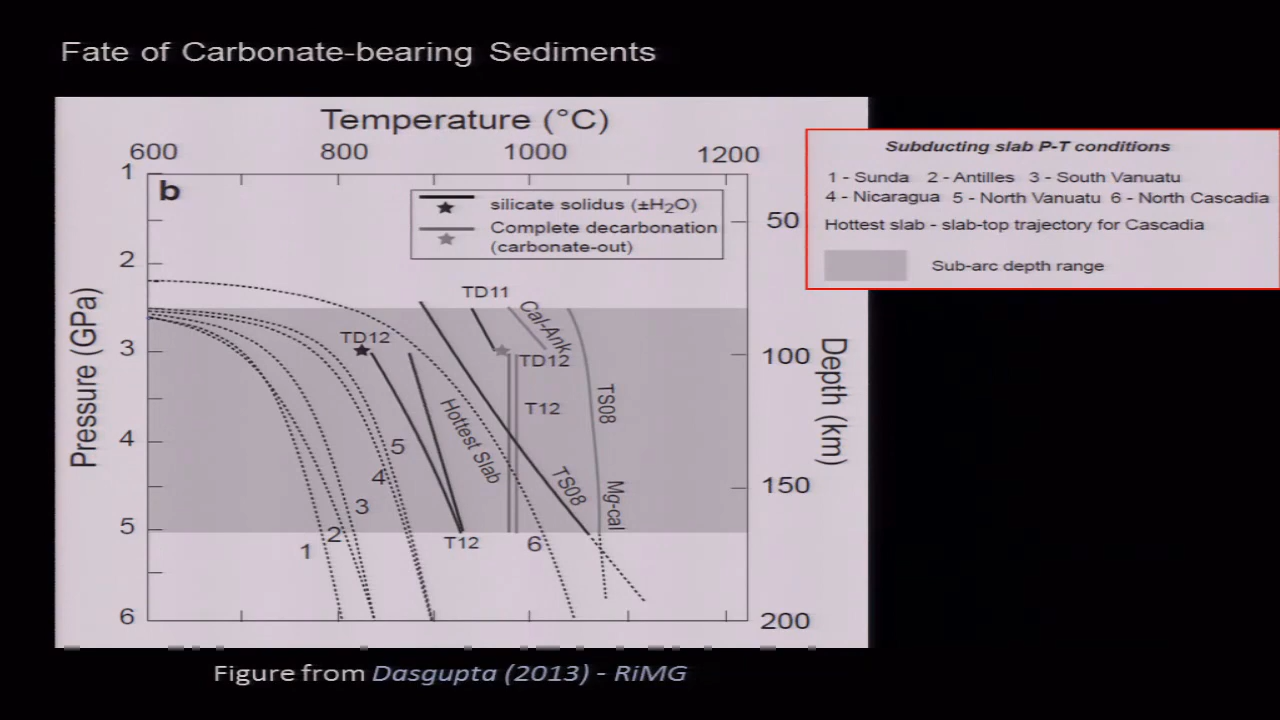 Fate of Carbonate-bearing Sediments
Temperature (°C)
600 800 1000 1200
b
silicate solidus (±H₂O)
Complete decarbonation
(carbonate-out)
Pressure (GPa)
1
2
3
4
5
6
Depth (km)
50
100
150
200
TD11
Cal-Ank
TD12
TD12
T12
TS08
Hottest Slab
5
4
3
2
1
TS08
Mg-cal
T12
6
Subducting slab P-T conditions
1 - Sunda 2 - Antilles 3 - South Vanuatu
4 - Nicaragua 5 - North Vanuatu 6 - North Cascadia
Hottest slab - slab-top trajectory for Cascadia
Sub-arc depth range
Figure from Dasgupta (2013) - RiMG